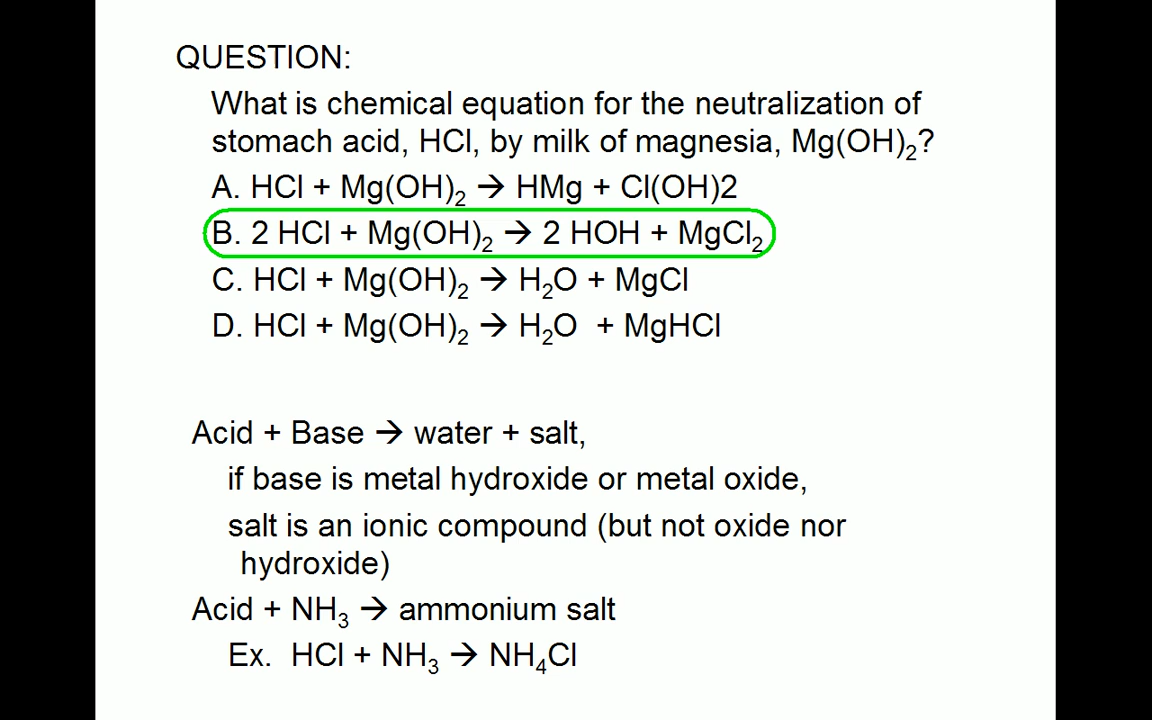 QUESTION:
What is chemical equation for the neutralization of
stomach acid, HCl, by milk of magnesia, Mg(OH)₂?
A. HCl + Mg(OH)₂ → HMg + Cl(OH)2
B. 2 HCl + Mg(OH)₂ → 2 HOH + MgCl₂
C. HCl + Mg(OH)₂ → H₂O + MgCl
D. HCl + Mg(OH)₂ → H₂O + MgHCl
Acid + Base → water + salt,
if base is metal hydroxide or metal oxide,
salt is an ionic compound (but not oxide nor
hydroxide)
Acid + NH₃ → ammonium salt
Ex. HCl + NH₃ → NH₄Cl